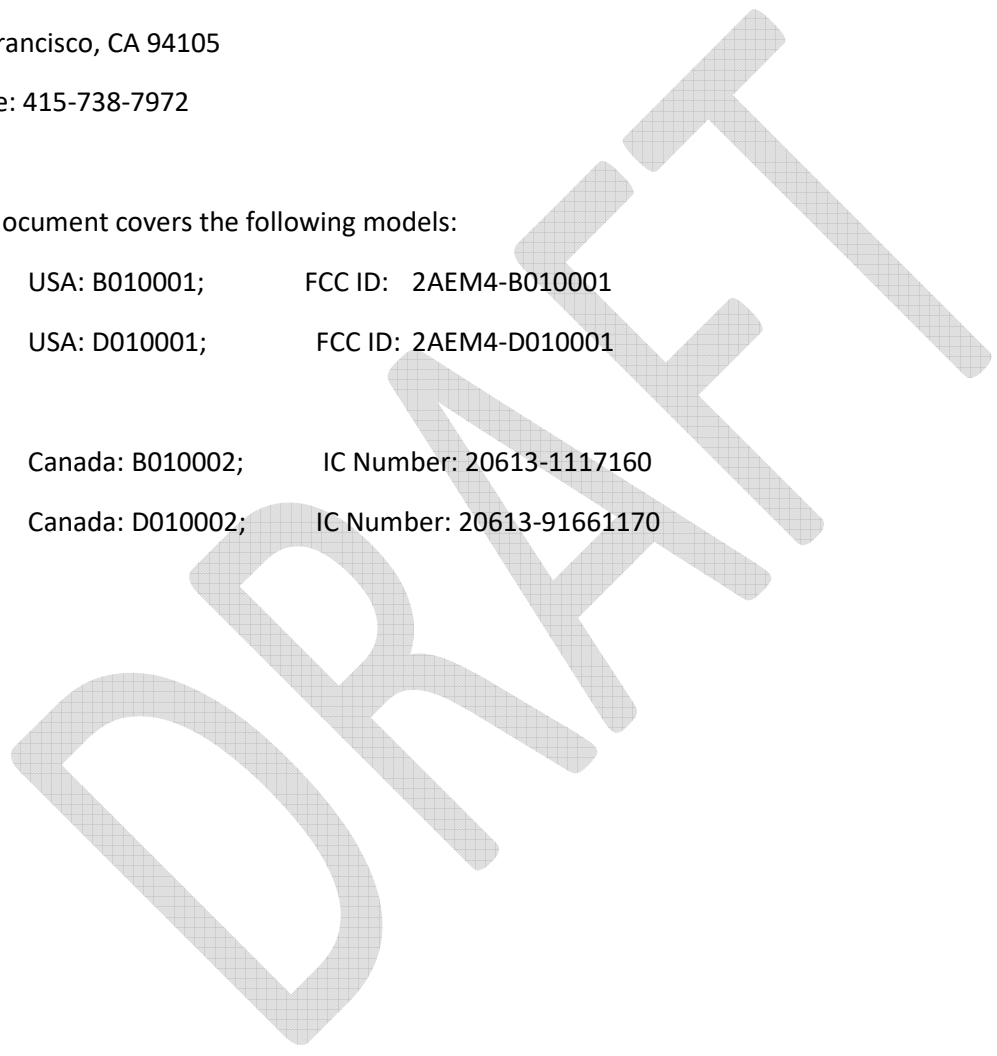 rancisco, CA 94105
e: 415-738-7972
ocument covers the following models:
USA: B010001; FCC ID: 2AEM4-B010001
USA: D010001; FCC ID: 2AEM4-D010001
Canada: B010002; IC Number: 20613-1117160
Canada: D010002; IC Number: 20613-91661170
DRAFT